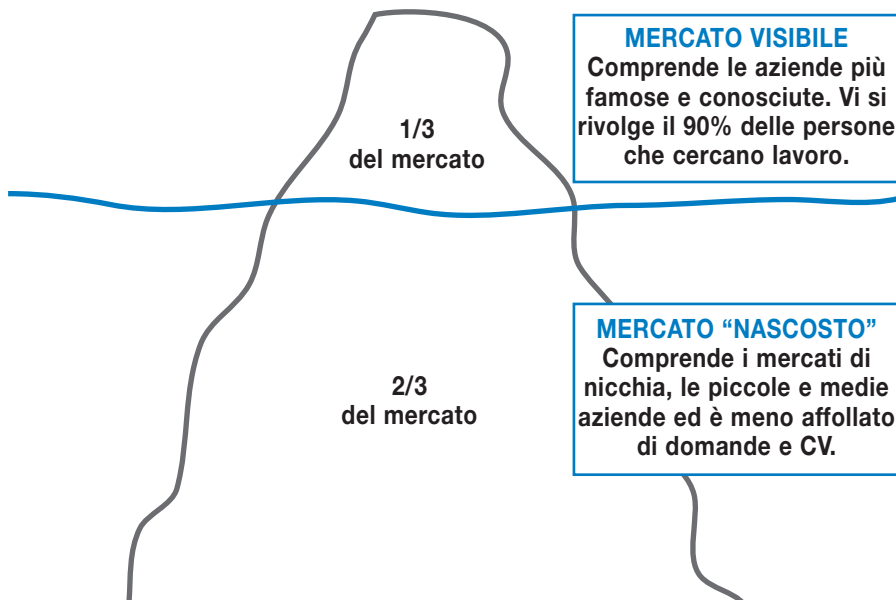 MERCATO VISIBILE
Comprende le aziende più
famose e conosciute. Vi si
rivolge il 90% delle persone
che cercano lavoro.
1/3
del mercato
MERCATO “NASCOSTO”
Comprende i mercati di
nicchia, le piccole e medie
aziende ed è meno affollato
di domande e CV.
2/3
del mercato